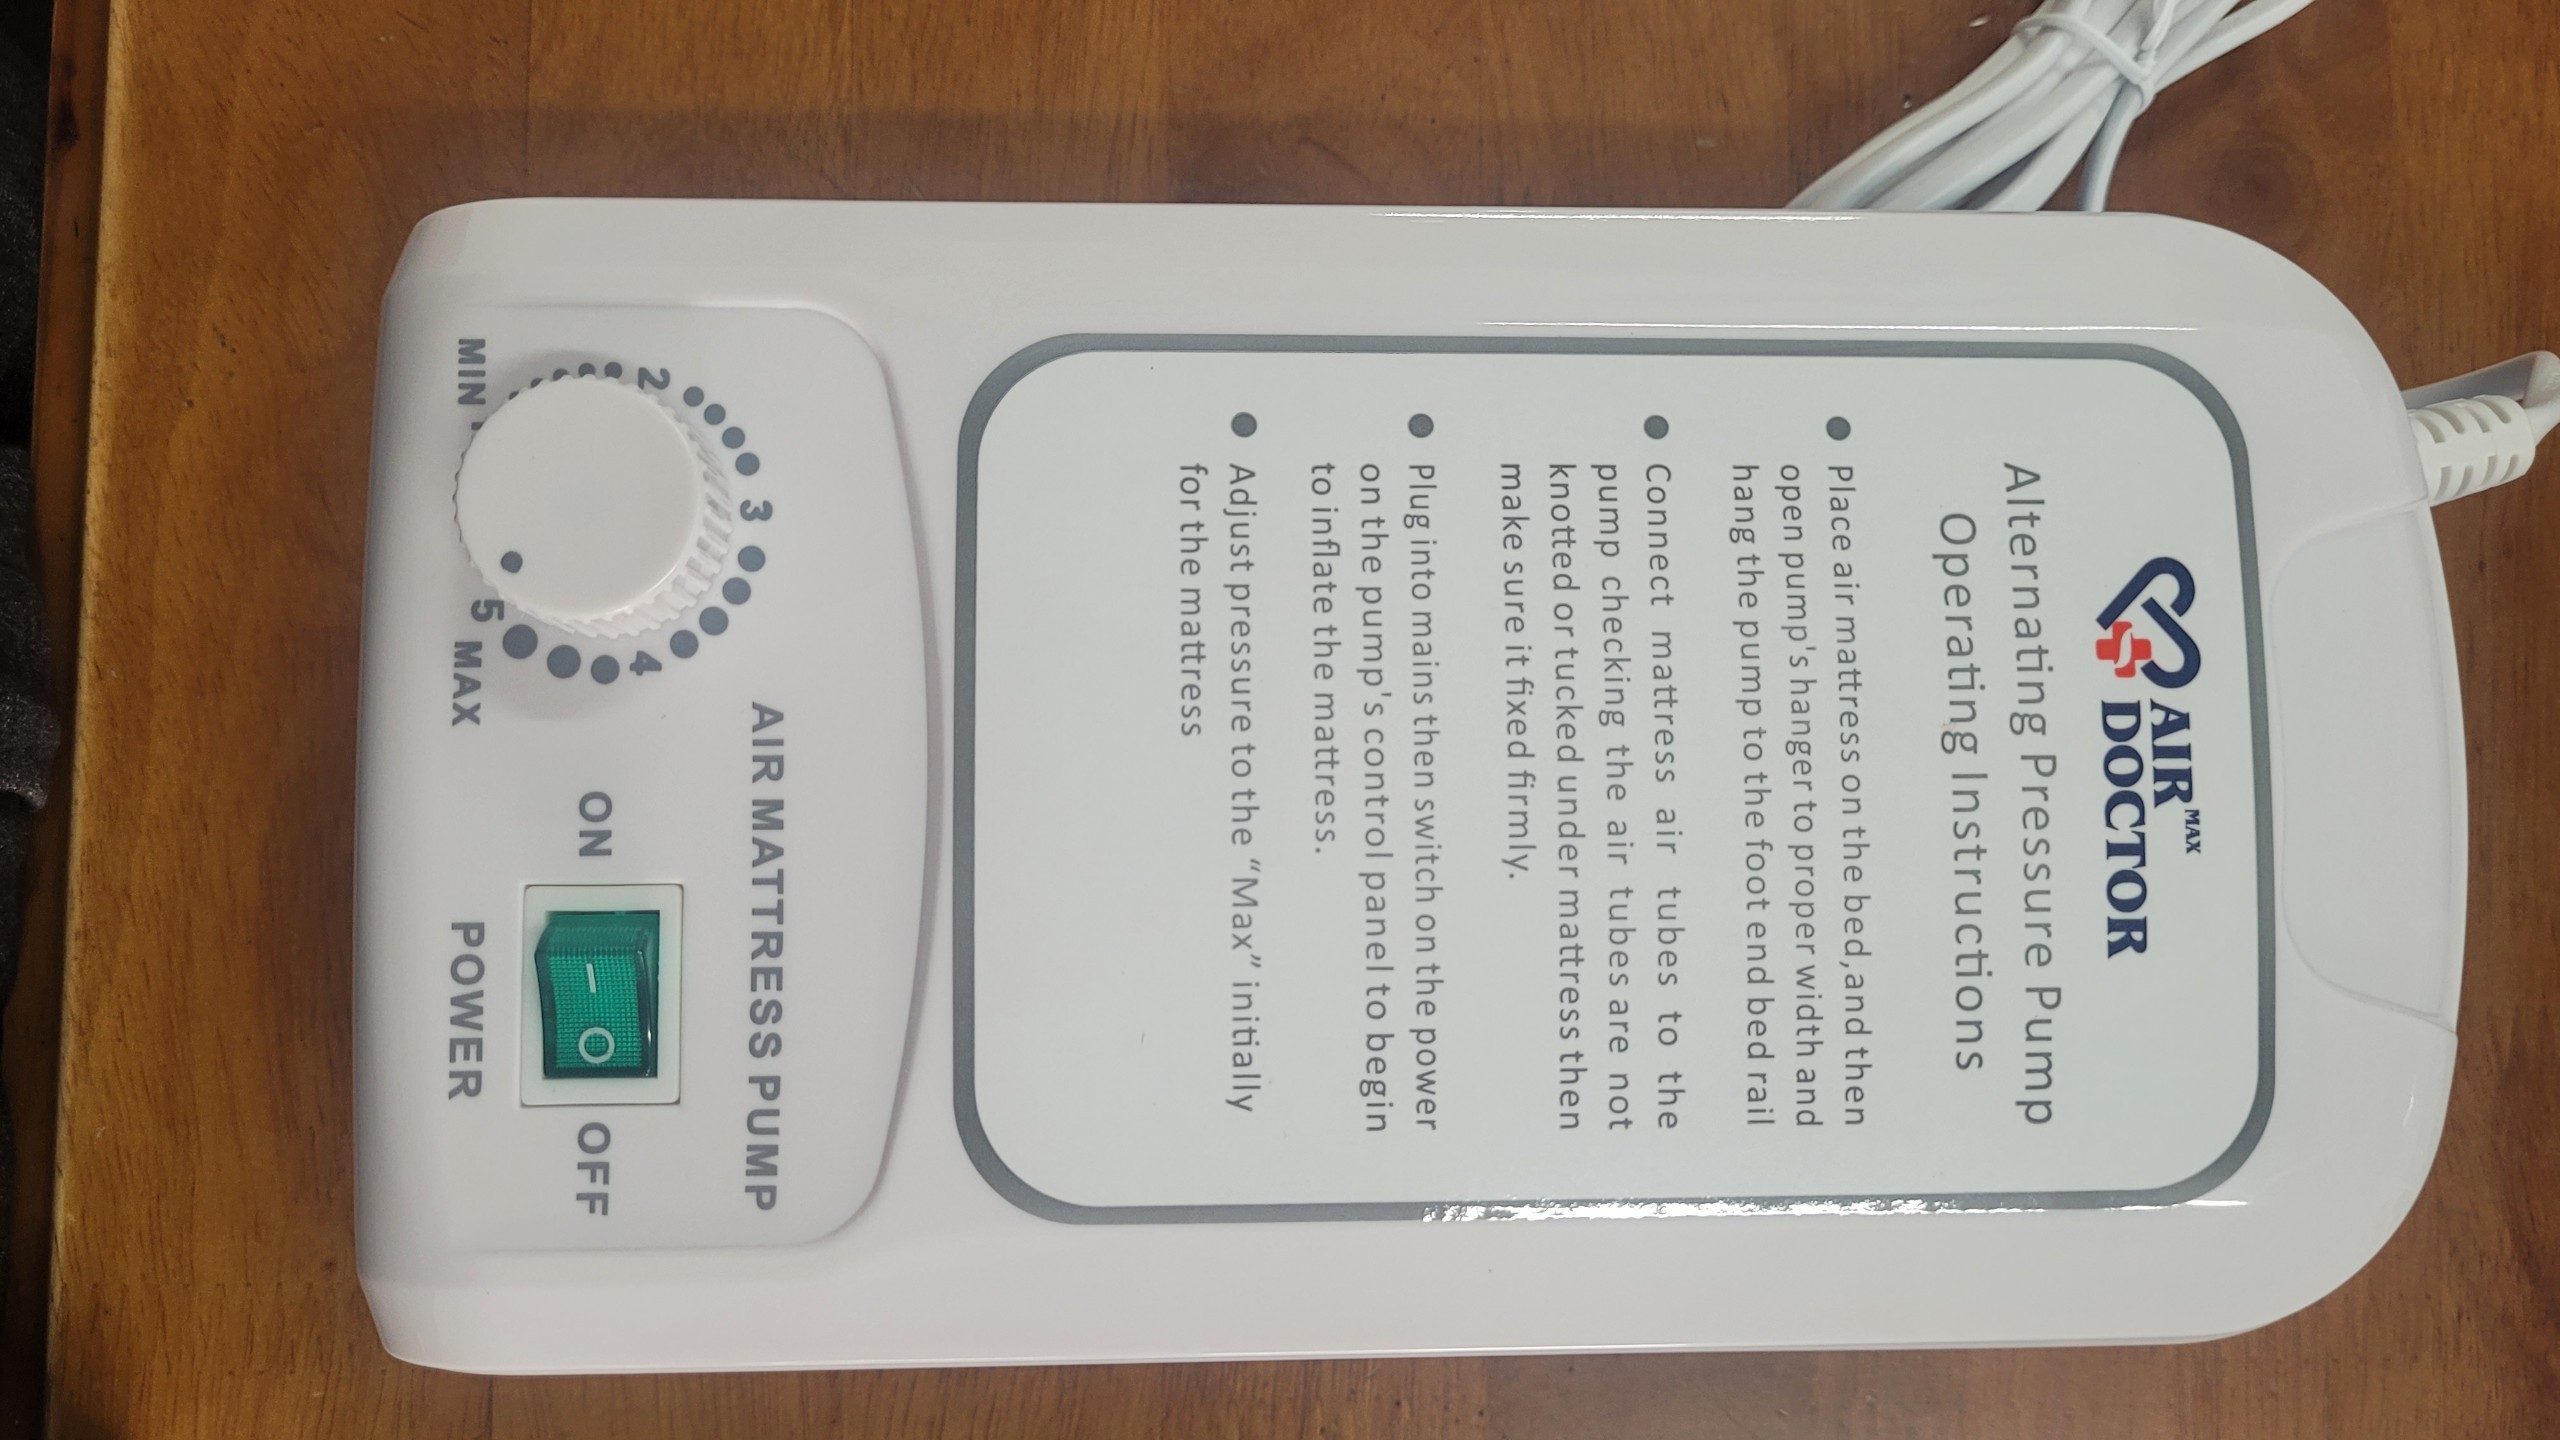 AIR MAX
DOCTOR
Alternating Pressure Pump
Operating Instructions
● Place air mattress on the bed,and then
open pump's hanger to proper width and
hang the pump to the foot end bed rail
● Connect mattress air tubes to the
pump checking the air tubes are not
knotted or tucked under mattress then
make sure it fixed firmly.
● Plug into mains then switch on the power
on the pump's control panel to begin
to inflate the mattress.
● Adjust pressure to the "Max" initially
for the mattress
AIR MATTRESS PUMP
2
3
4
5
MIN
MAX
ON
OFF
POWER